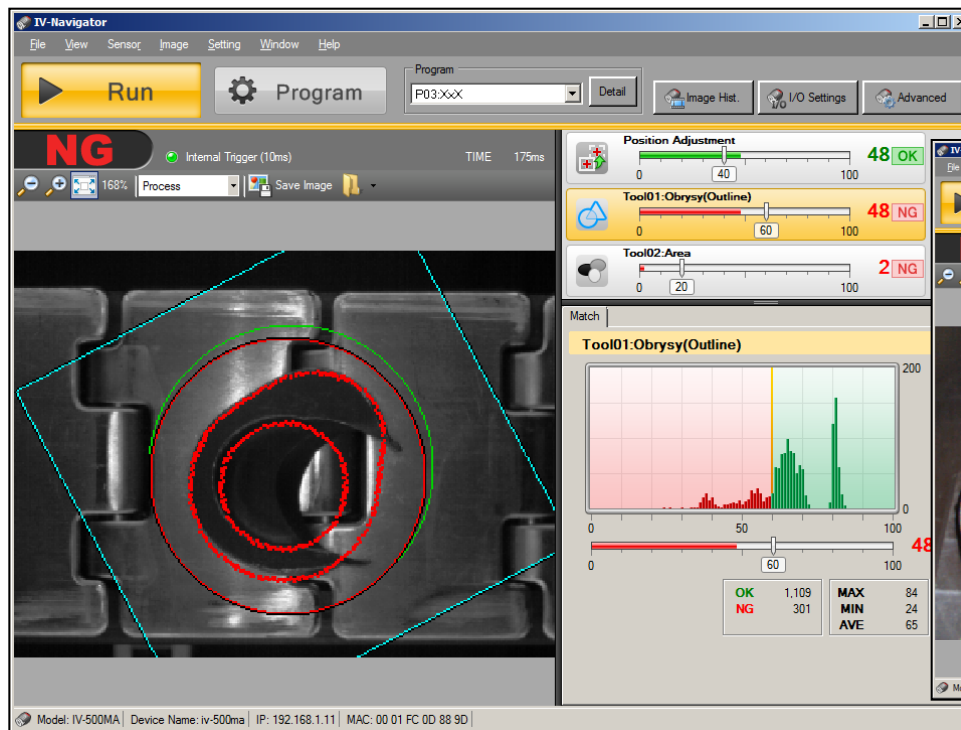 IV-Navigator
File View Sensor Image Setting Window Help
Run
Program
Program
P03:XxX
Detail
Image Hist.
I/O Settings
Advanced
NG
Internal Trigger (10ms)
TIME 175ms
168%
Process
Save Image
Position Adjustment
48 OK
0 40 100
Tool01:Obrysy(Outline)
48 NG
0 60 100
Tool02:Area
2 NG
0 20 100
Match
Tool01:Obrysy(Outline)
200
0
0 50 100
48
0 60 100
OK 1,109
NG 301
MAX 84
MIN 24
AVE 65
IV-
File
Model: IV-500MA Device Name: iv-500ma IP: 192.168.1.11 MAC: 00 01 FC 0D 88 9D